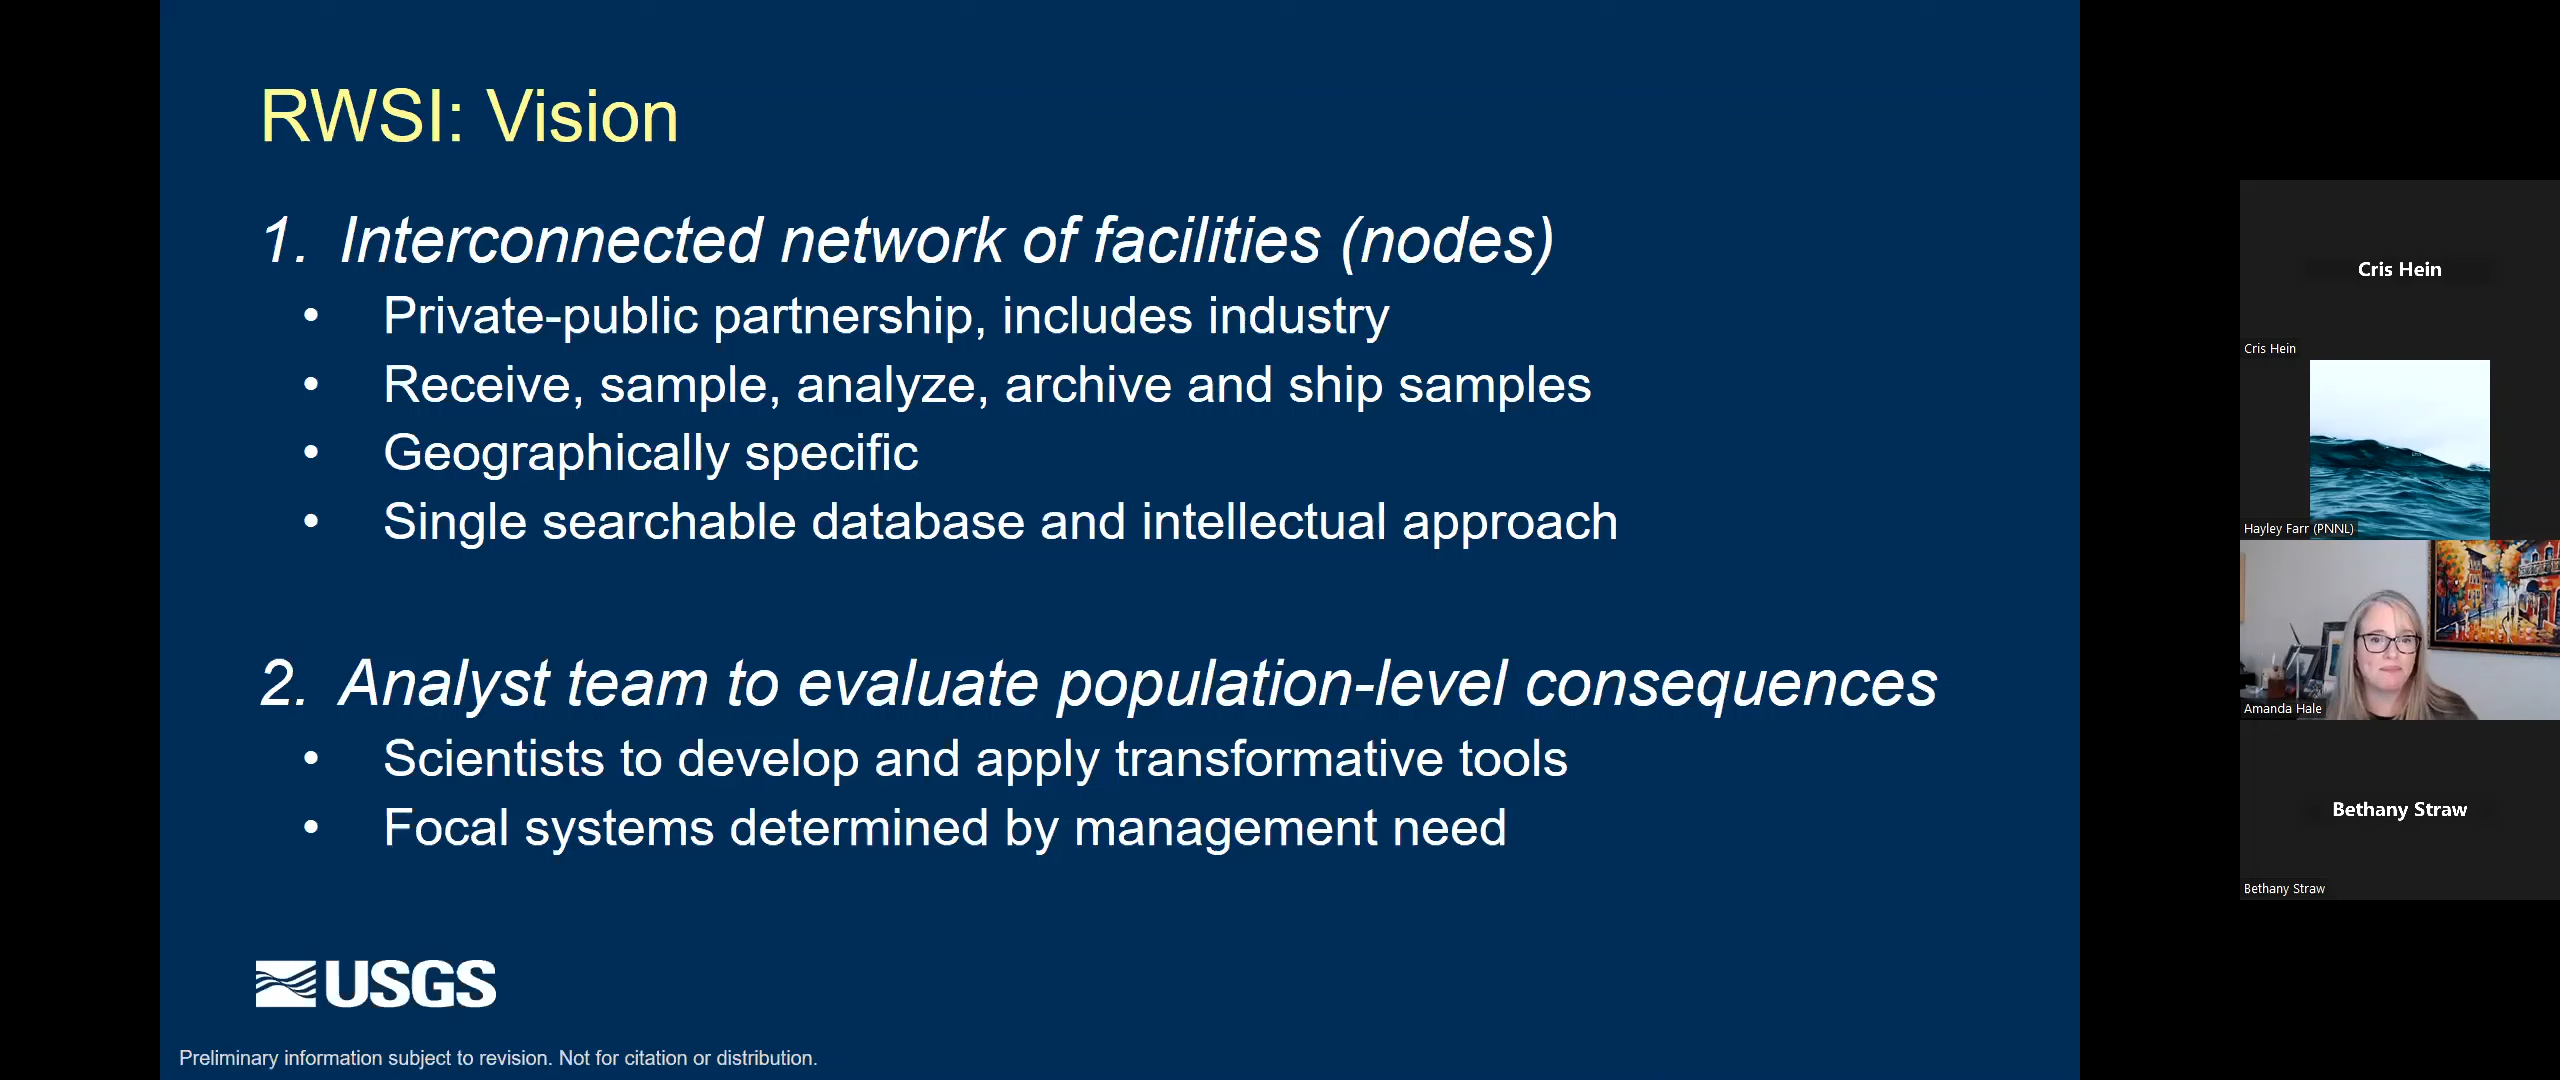 RWSI: Vision
1. Interconnected network of facilities (nodes)
• Private-public partnership, includes industry
• Receive, sample, analyze, archive and ship samples
• Geographically specific
• Single searchable database and intellectual approach
2. Analyst team to evaluate population-level consequences
• Scientists to develop and apply transformative tools
• Focal systems determined by management need
USGS
Preliminary information subject to revision. Not for citation or distribution.
Cris Hein
Cris Hein
Hayley Farr (PNNL)
Amanda Hale
Bethany Straw
Bethany Straw